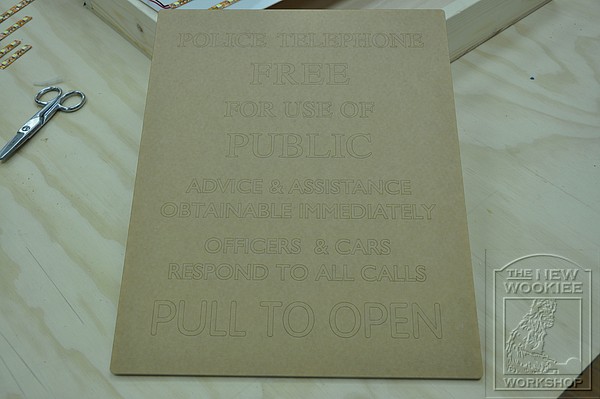 POLICE TELEPHONE
FREE
FOR USE OF
PUBLIC
ADVICE & ASSISTANCE
OBTAINABLE IMMEDIATELY
OFFICERS & CARS
RESPOND TO ALL CALLS
PULL TO OPEN
THE NEW
WOOKIEE
WORKSHOP